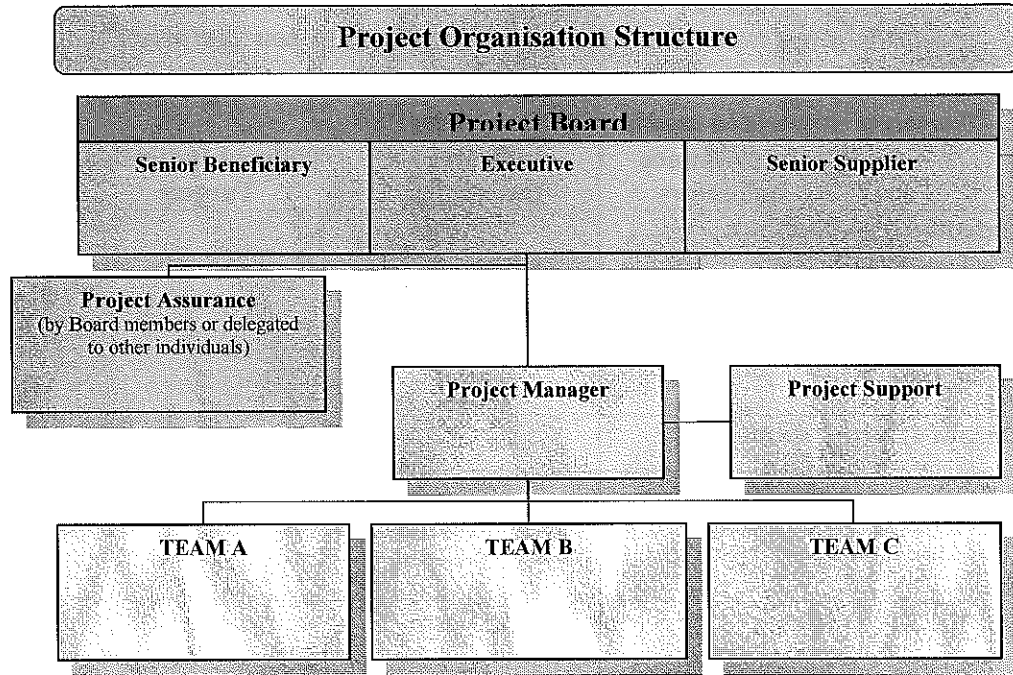 Project Organisation Structure
Project Board
Senior Beneficiary
Executive
Senior Supplier
Project Assurance
(by Board members or delegated
to other individuals)
Project Manager
Project Support
TEAM A
TEAM B
TEAM C